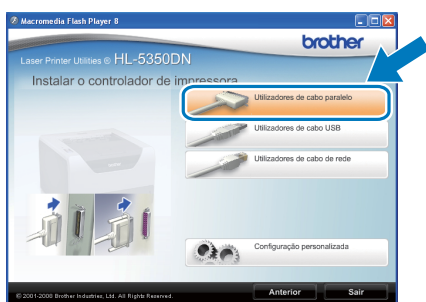 Macromedia Flash Player 8
brother
Laser Printer Utilities ® HL-5350DN
Instalar o controlador de impressora
Utilizadores de cabo paralelo
Utilizadores de cabo USB
Utilizadores de cabo de rede
Configuração personalizada
© 2001-2008 Brother Industries, Ltd. All Rights Reserved.
Anterior
Sair